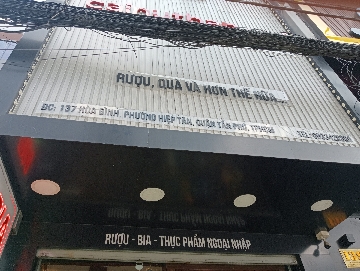 RƯỢU, QUÀ VÀ HƠN THẾ NỮA...
ĐC: 137 HÒA BÌNH, PHƯỜNG HIỆP TÂN, QUẬN TÂN PHÚ, TPHCM
TEL:
RƯỢU - BIA - THỰC PHẨM NGOẠI NHẬP